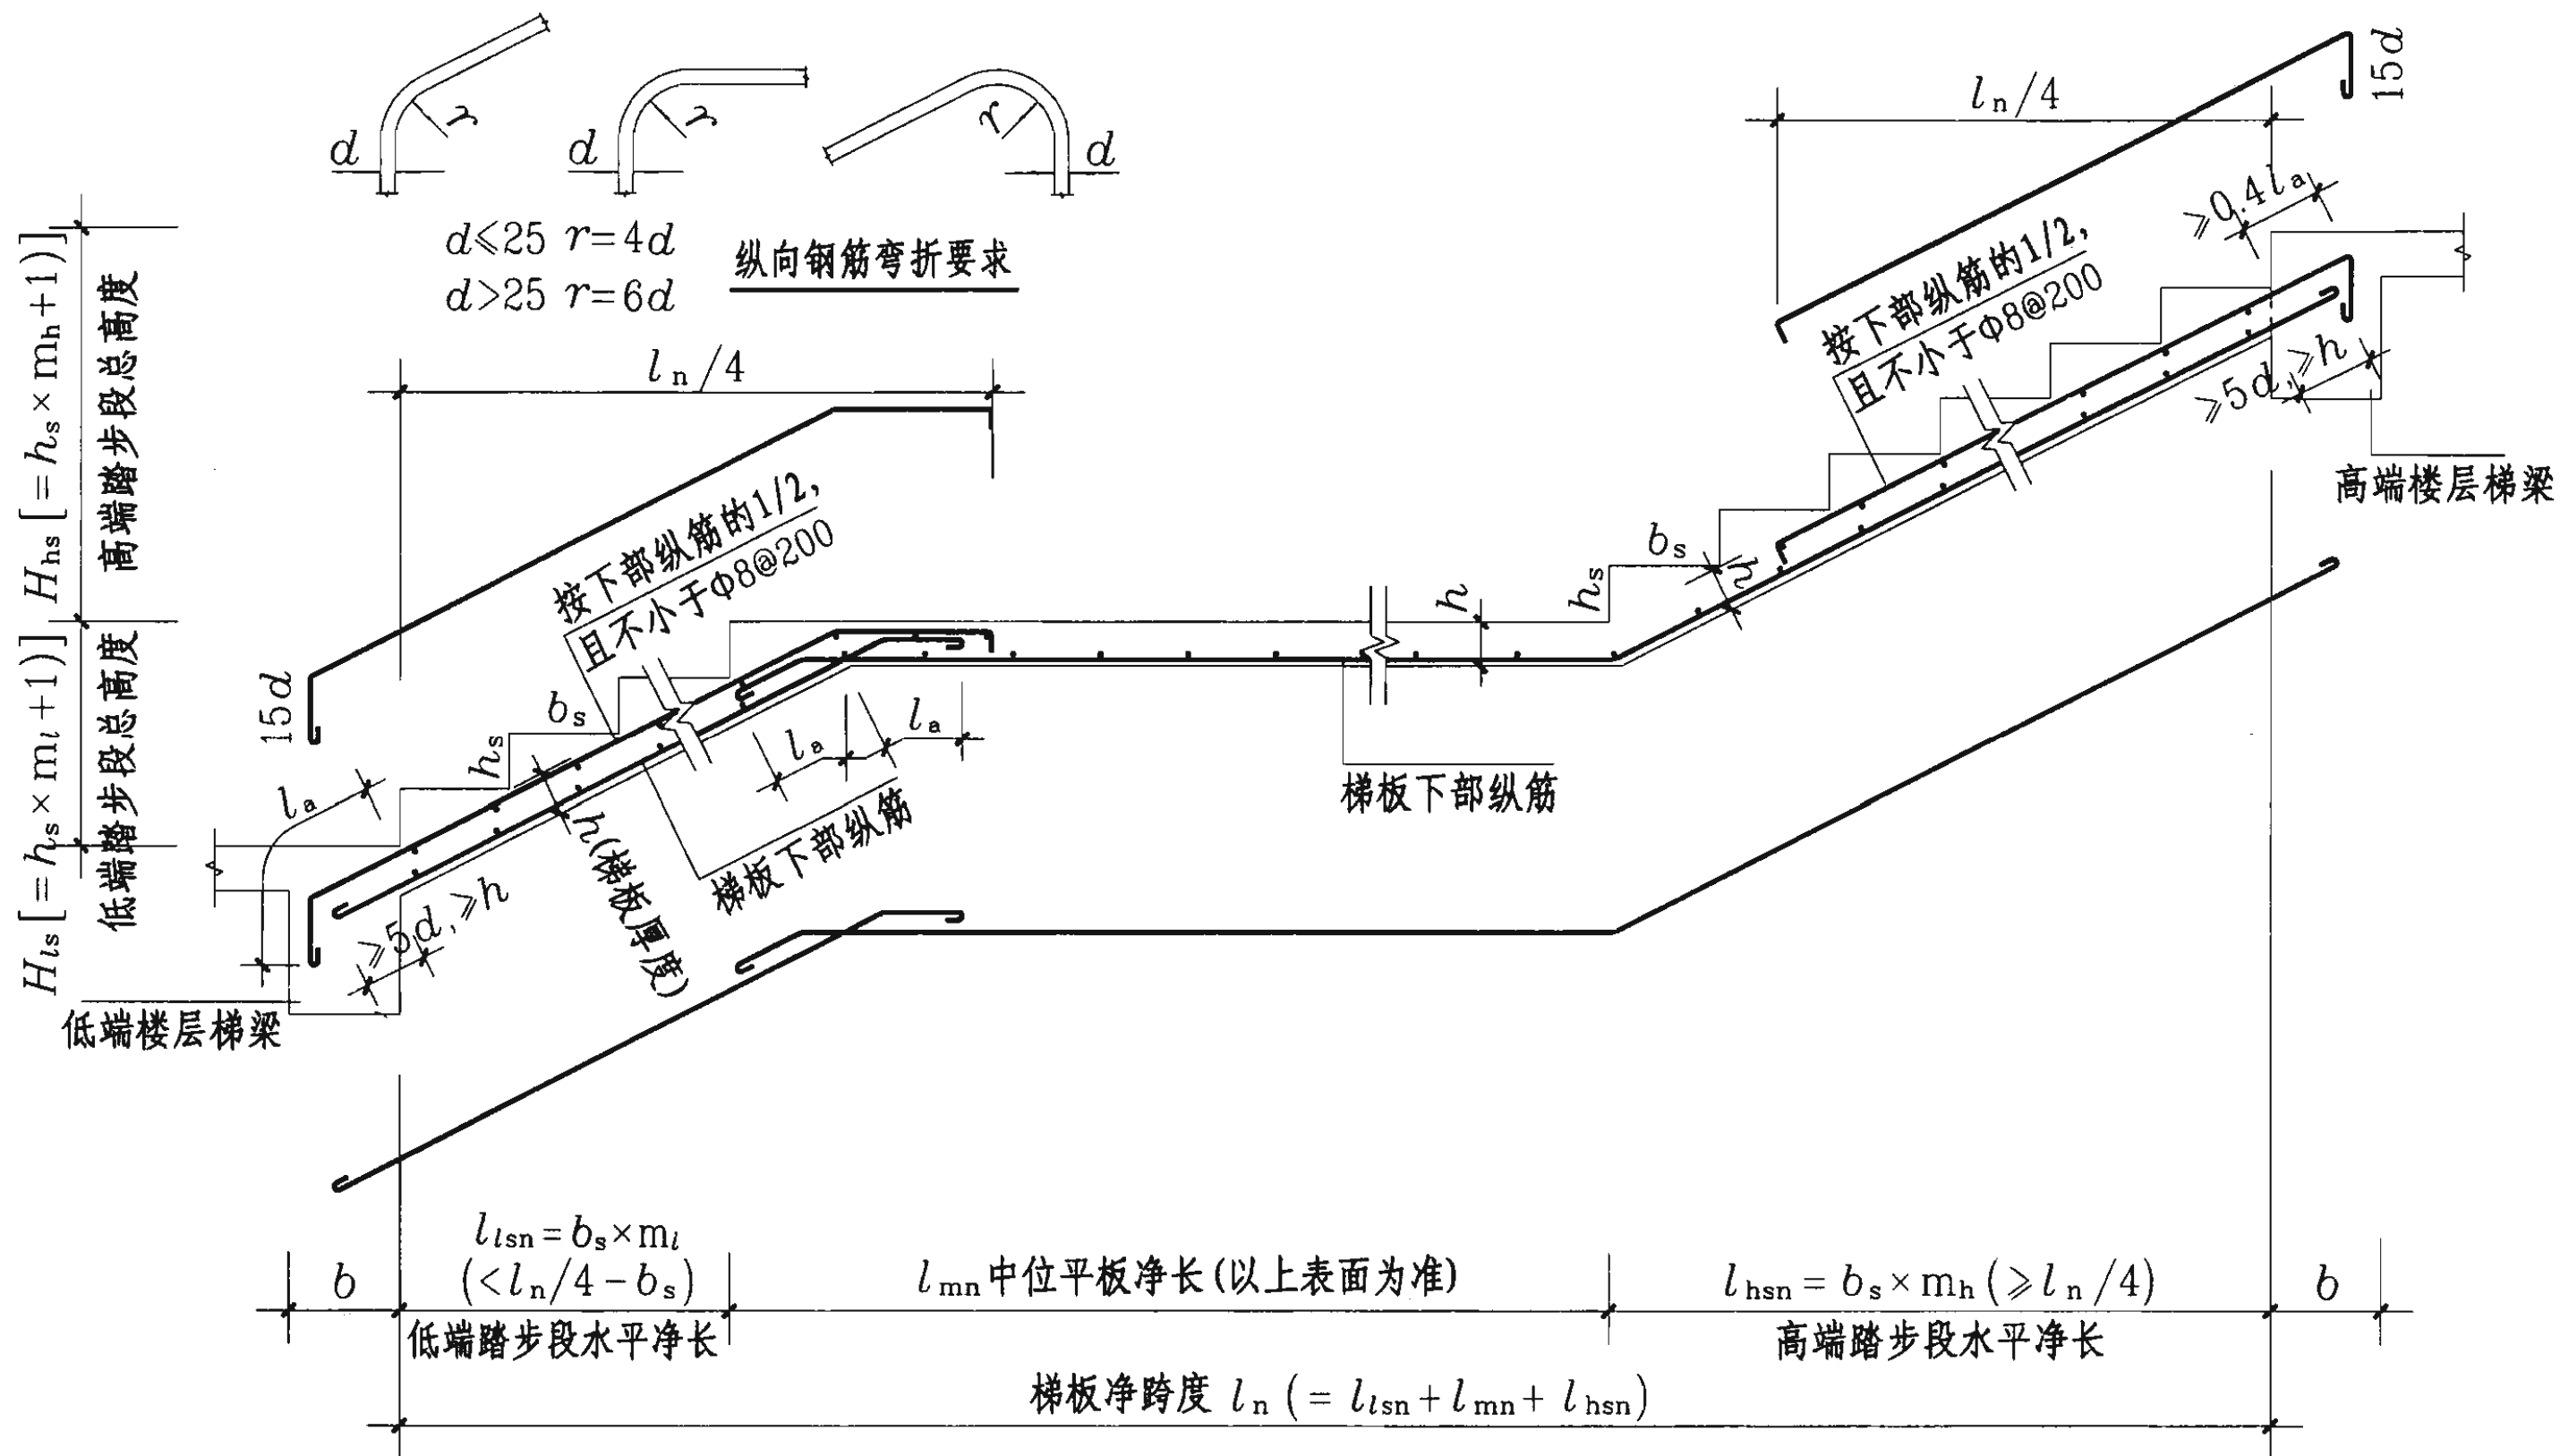 d
r
d
r
r
d
d≤25 r=4d
d>25 r=6d
纵向钢筋弯折要求
ln/4
15d
≥0.4la
按下部纵筋的1/2,
且不小于Φ8@200
≥5d,≥h
高端楼层梯梁
Hhs[=hs×(mh+1)]
高端踏步段总高度
Hls[=hs×(ml+1)]
低端踏步段总高度
ln/4
按下部纵筋的1/2,
且不小于Φ8@200
15d
la
hs
bs
h
hs
bs
h
la
la
梯板下部纵筋
梯板下部纵筋
h(梯板厚度)
≥5d,≥h
低端楼层梯梁
b
llsn=bs×ml
(<ln/4-bs)
低端踏步段水平净长
lmn中位平板净长(以上表面为准)
lhsn=bs×mh(≥ln/4)
高端踏步段水平净长
b
梯板净跨度 ln(=llsn+lmn+lhsn)